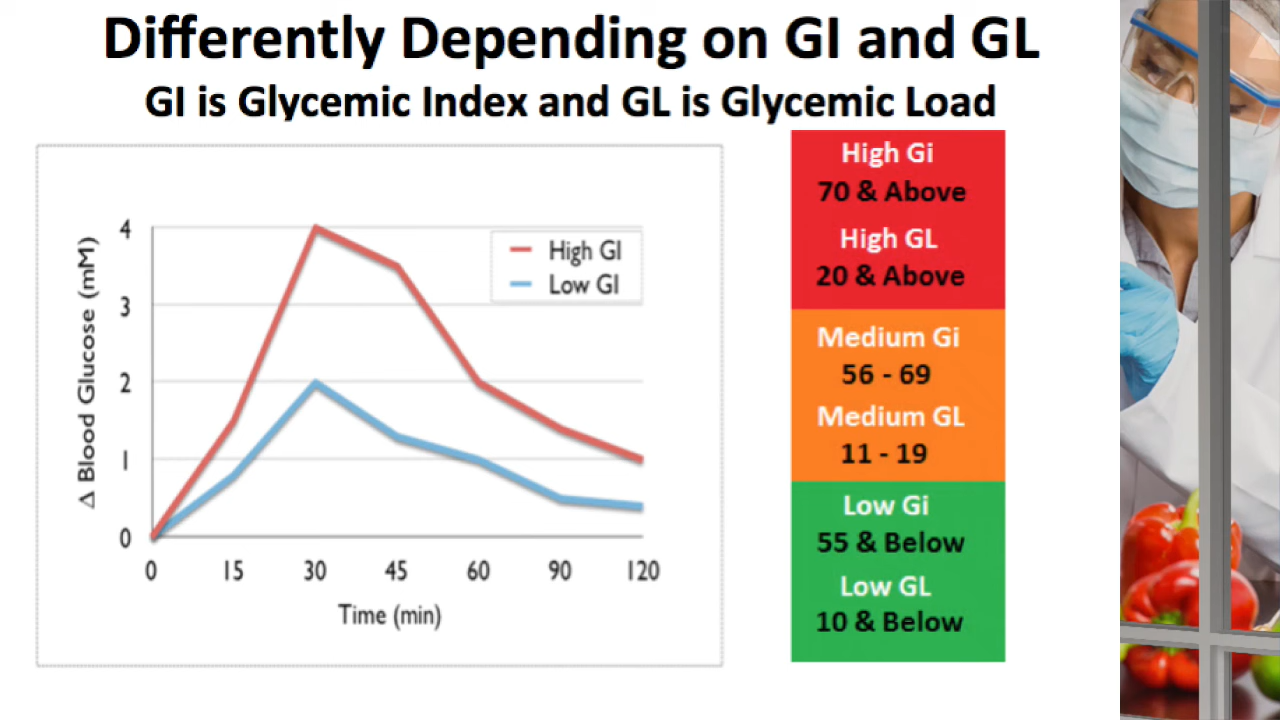 Differently Depending on GI and GL
GI is Glycemic Index and GL is Glycemic Load
Δ Blood Glucose (mM)
4
3
2
1
0
High GI
Low GI
0 15 30 45 60 90 120
Time (min)
High Gi
70 & Above
High GL
20 & Above
Medium Gi
56 - 69
Medium GL
11 - 19
Low Gi
55 & Below
Low GL
10 & Below